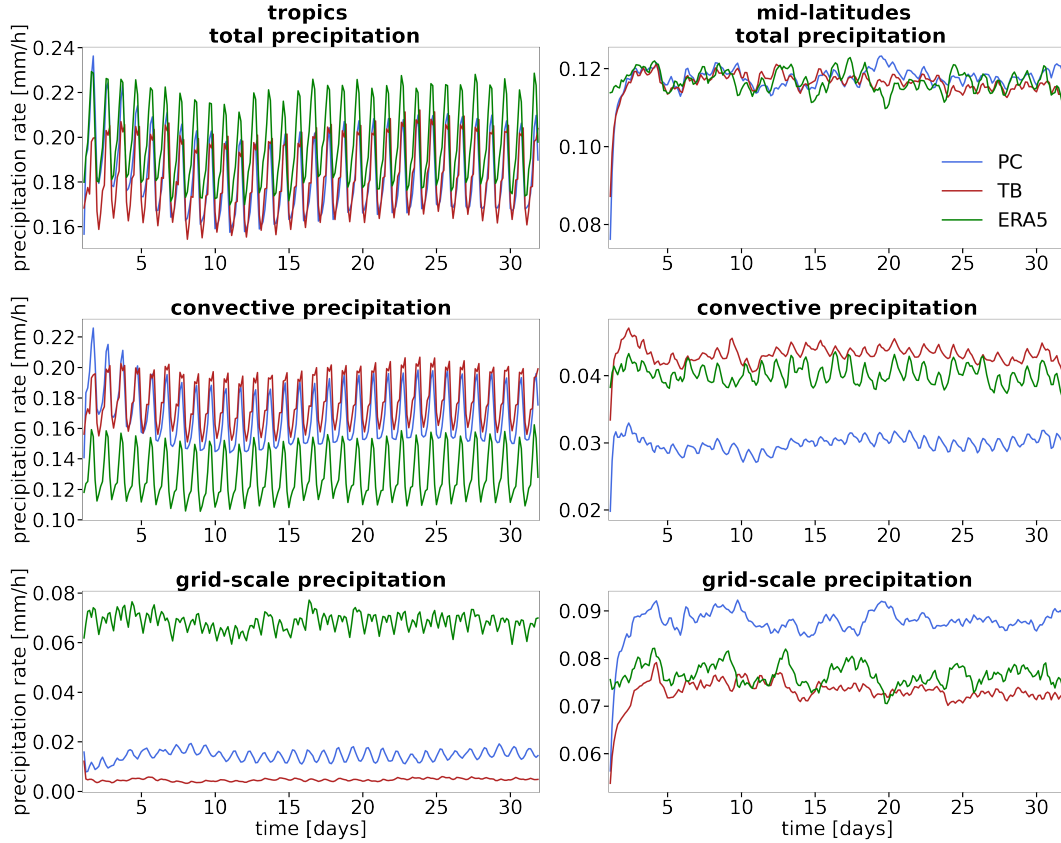 tropics
total precipitation
precipitation rate [mm/h]
0.24
0.22
0.20
0.18
0.16
5 10 15 20 25 30
mid-latitudes
total precipitation
0.12
0.10
0.08
PC
TB
ERA5
5 10 15 20 25 30
convective precipitation
precipitation rate [mm/h]
0.22
0.20
0.18
0.16
0.14
0.12
0.10
5 10 15 20 25 30
convective precipitation
0.04
0.03
0.02
5 10 15 20 25 30
grid-scale precipitation
precipitation rate [mm/h]
0.08
0.06
0.04
0.02
0.00
5 10 15 20 25 30
time [days]
grid-scale precipitation
0.09
0.08
0.07
0.06
5 10 15 20 25 30
time [days]